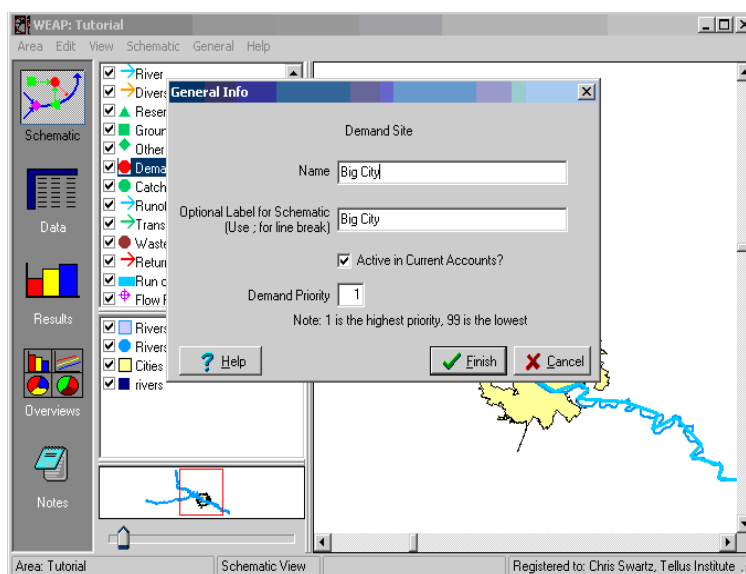 WEAP: Tutorial
Area Edit View Schematic General Help
Schematic
Data
Results
Overviews
Notes
River
Divers
Reser
Groun
Other
Dema
Catch
Runof
Trans
Waste
Return
Run o
Flow R
Rivers
Rivers
Cities
rivers
General Info
Demand Site
Name Big City
Optional Label for Schematic
(Use ; for line break) Big City
Active in Current Accounts?
Demand Priority 1
Note: 1 is the highest priority, 99 is the lowest
? Help Finish Cancel
Area: Tutorial Schematic View Registered to: Chris Swartz, Tellus Institute ,